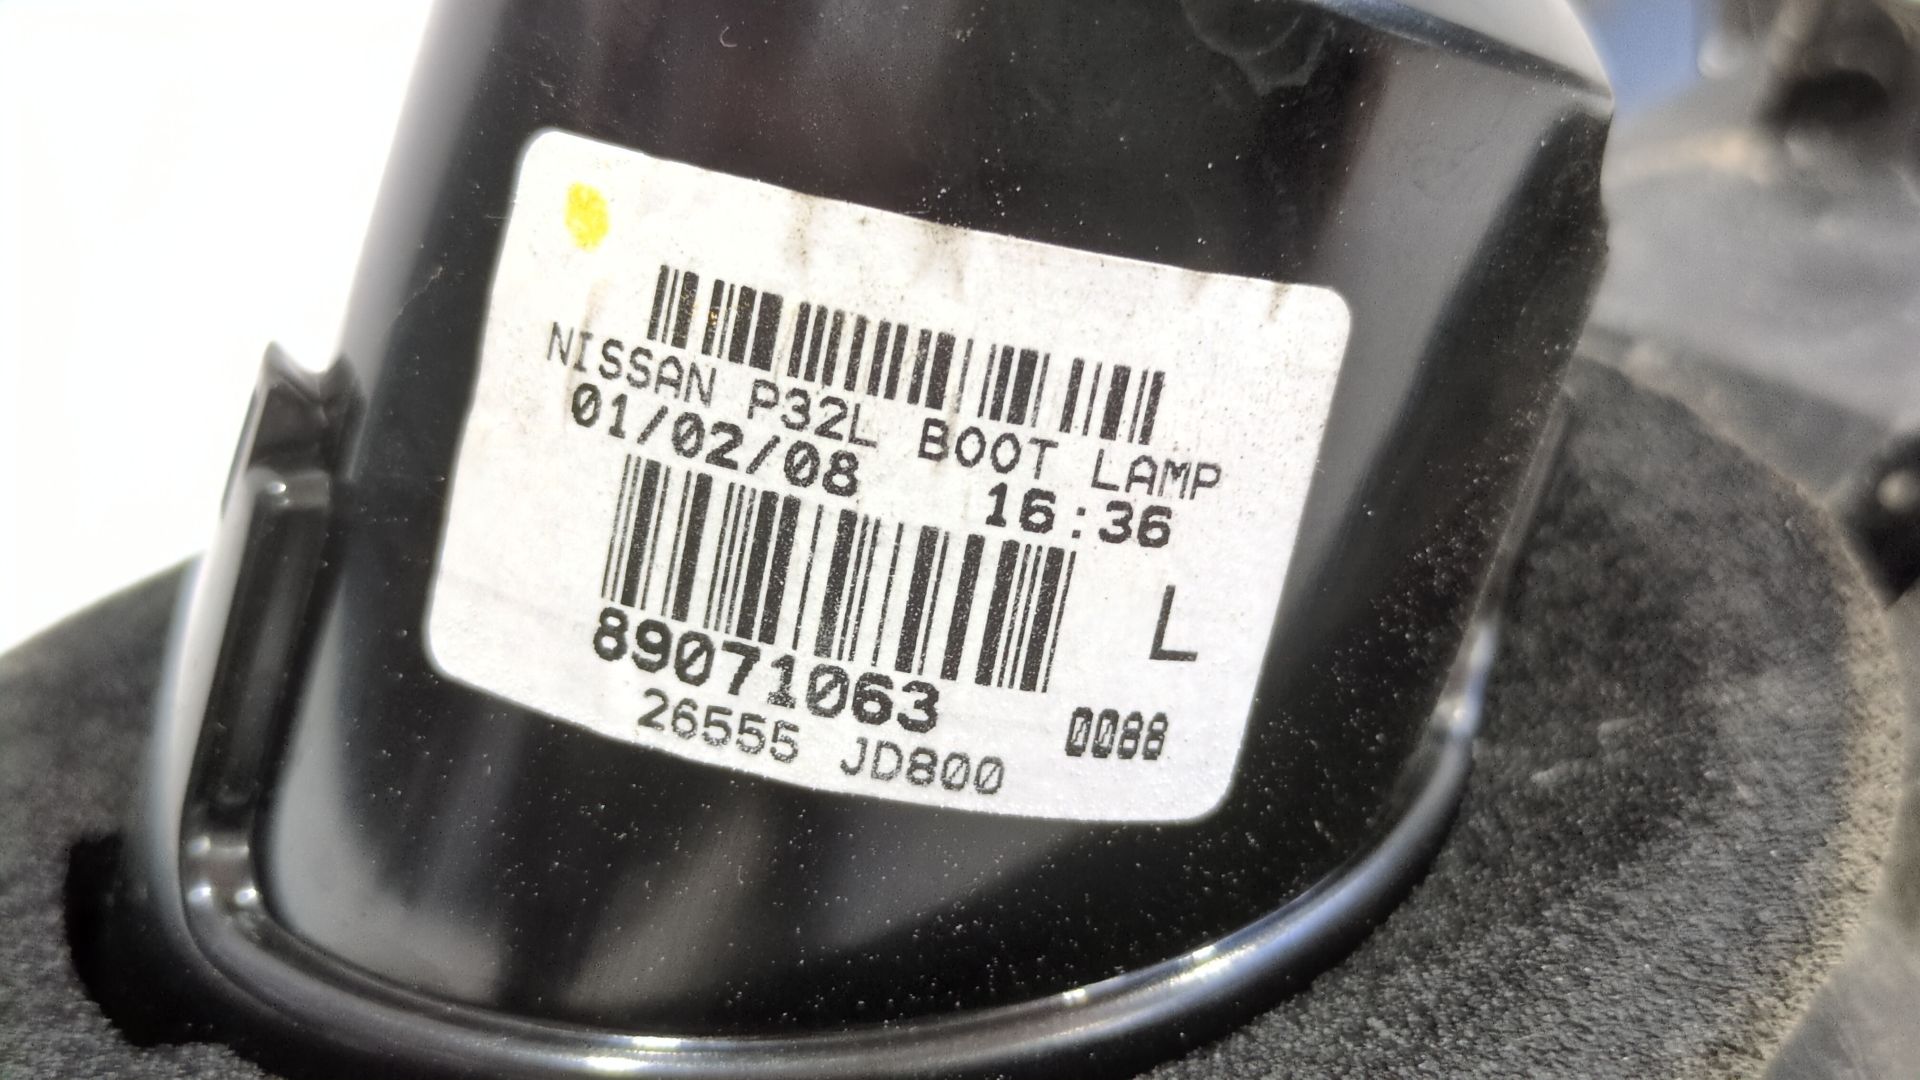 NISSAN P32L BOOT LAMP
01/02/08 16:36
L
89071063
26555 JD800 0088